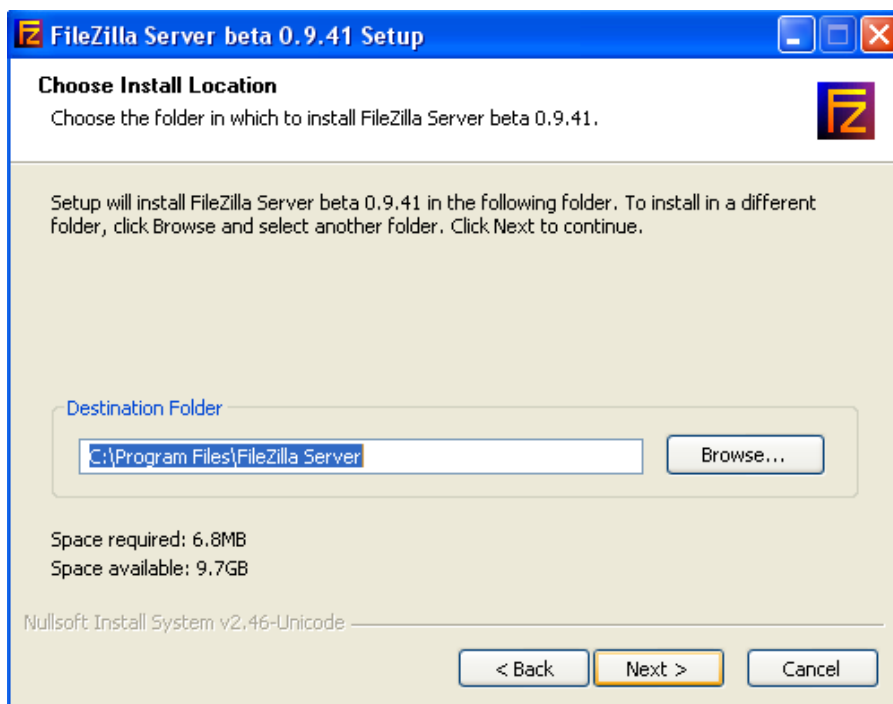 FileZilla Server beta 0.9.41 Setup
Choose Install Location
Choose the folder in which to install FileZilla Server beta 0.9.41.
FZ
Setup will install FileZilla Server beta 0.9.41 in the following folder. To install in a different
folder, click Browse and select another folder. Click Next to continue.
Destination Folder
C:\Program Files\FileZilla Server
Browse...
Space required: 6.8MB
Space available: 9.7GB
Nullsoft Install System v2.46-Unicode
< Back
Next >
Cancel